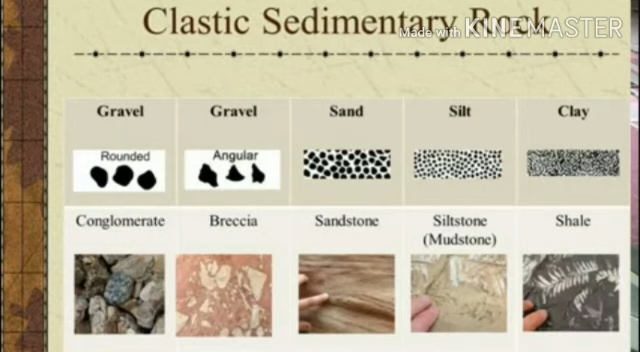 Clastic Sedimentary Rock
Made with KINEMASTER
Gravel Gravel Sand Silt Clay
Rounded Angular
Conglomerate Breccia Sandstone Siltstone Shale
(Mudstone)